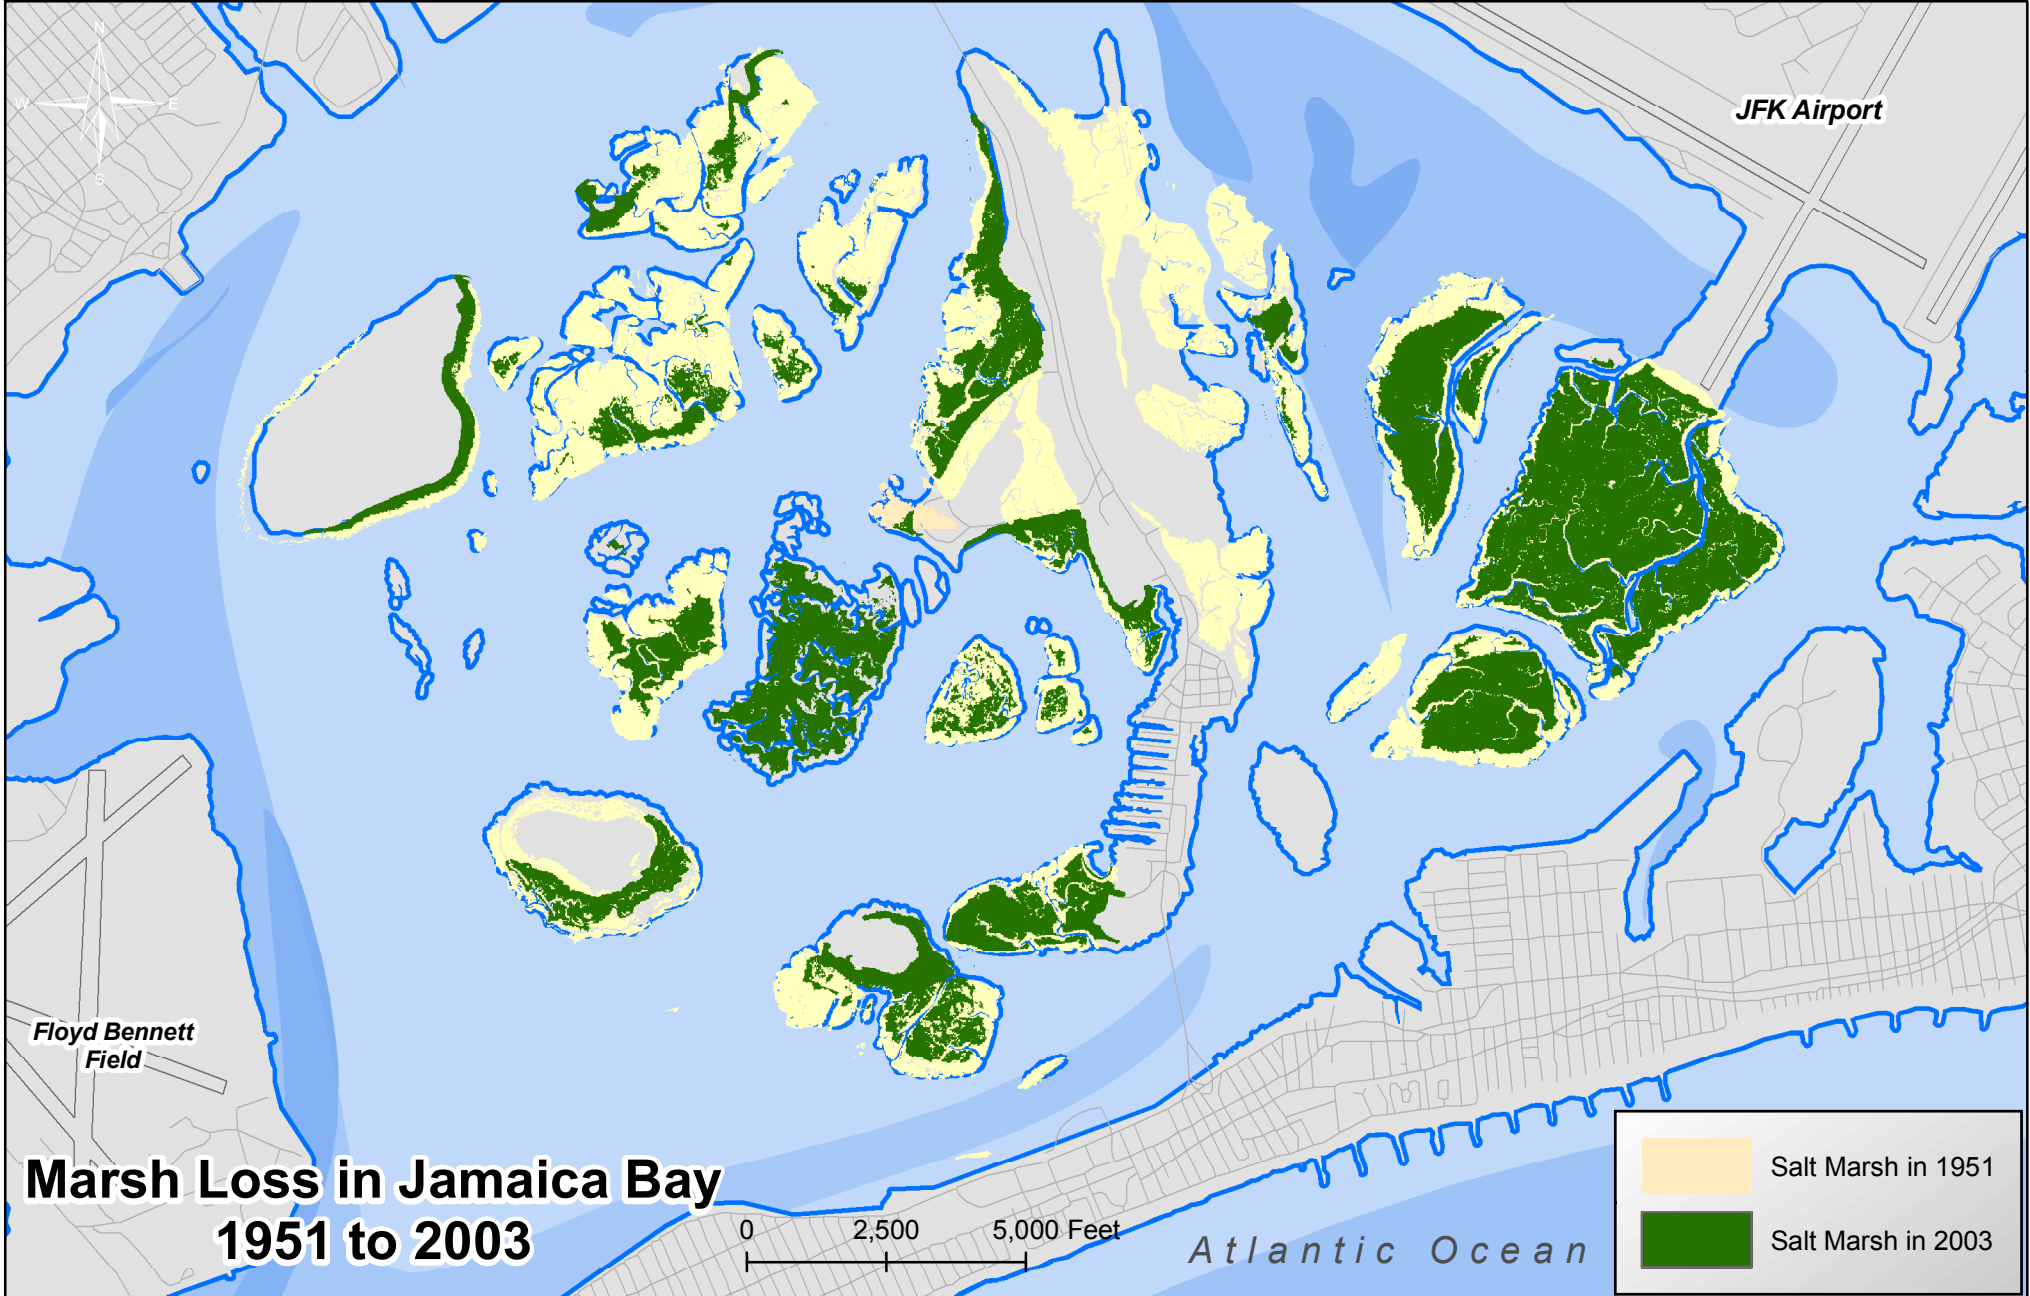 N
W E
S
JFK Airport
Floyd Bennett
Field
Marsh Loss in Jamaica Bay
1951 to 2003
0 2,500 5,000 Feet
Atlantic Ocean
Salt Marsh in 1951
Salt Marsh in 2003